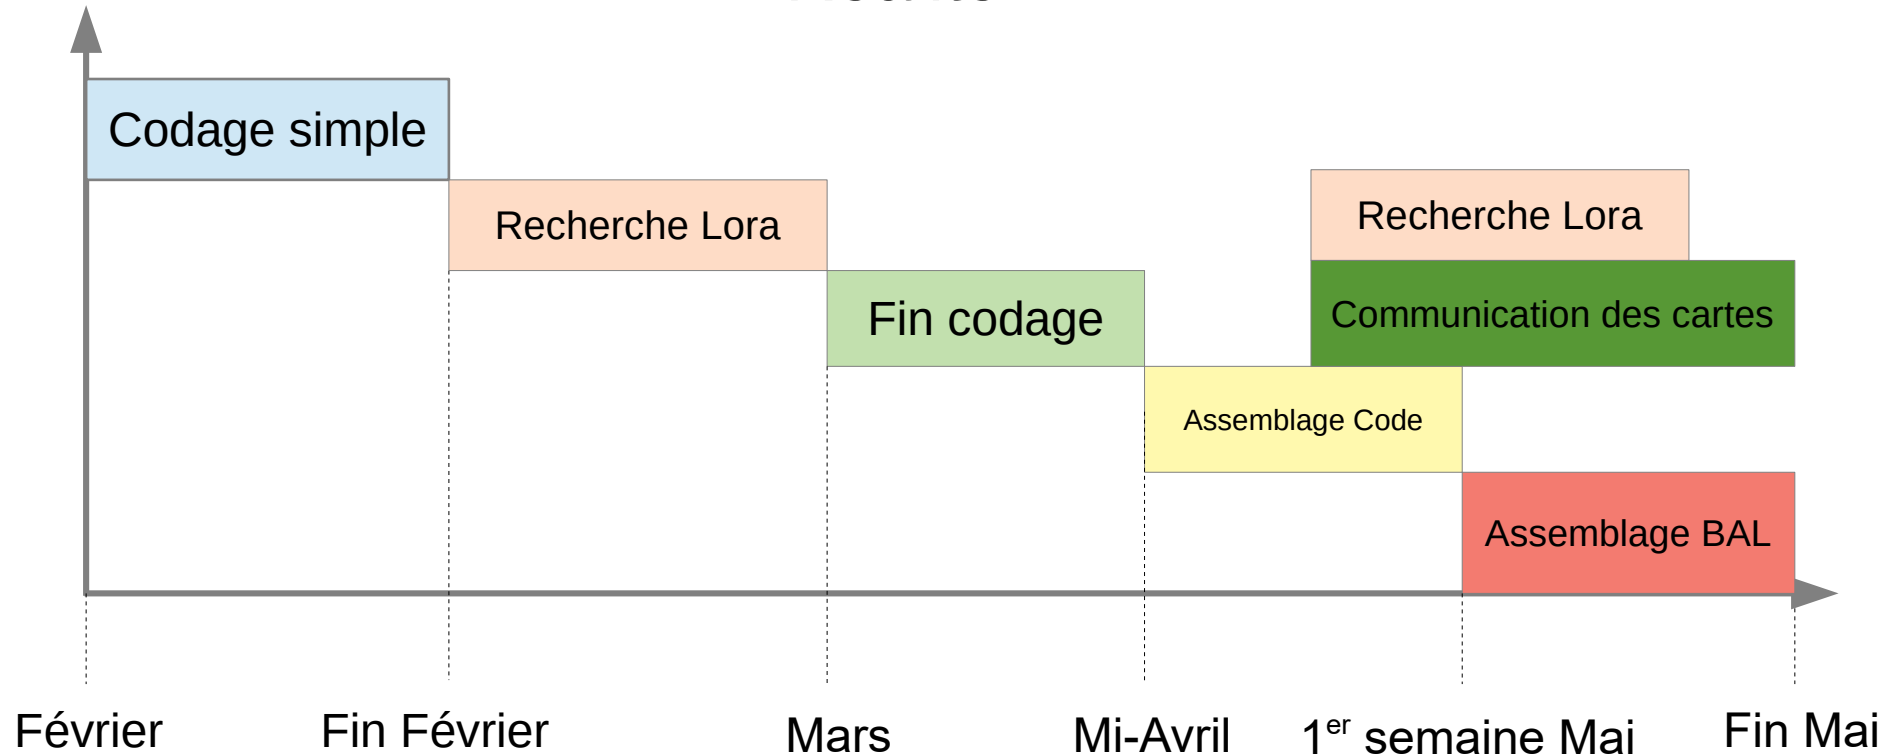 Codage simple
Recherche Lora
Recherche Lora
Fin codage
Communication des cartes
Assemblage Code
Assemblage BAL
Février
Fin Février
Mars
Mi-Avril
1er semaine Mai
Fin Mai